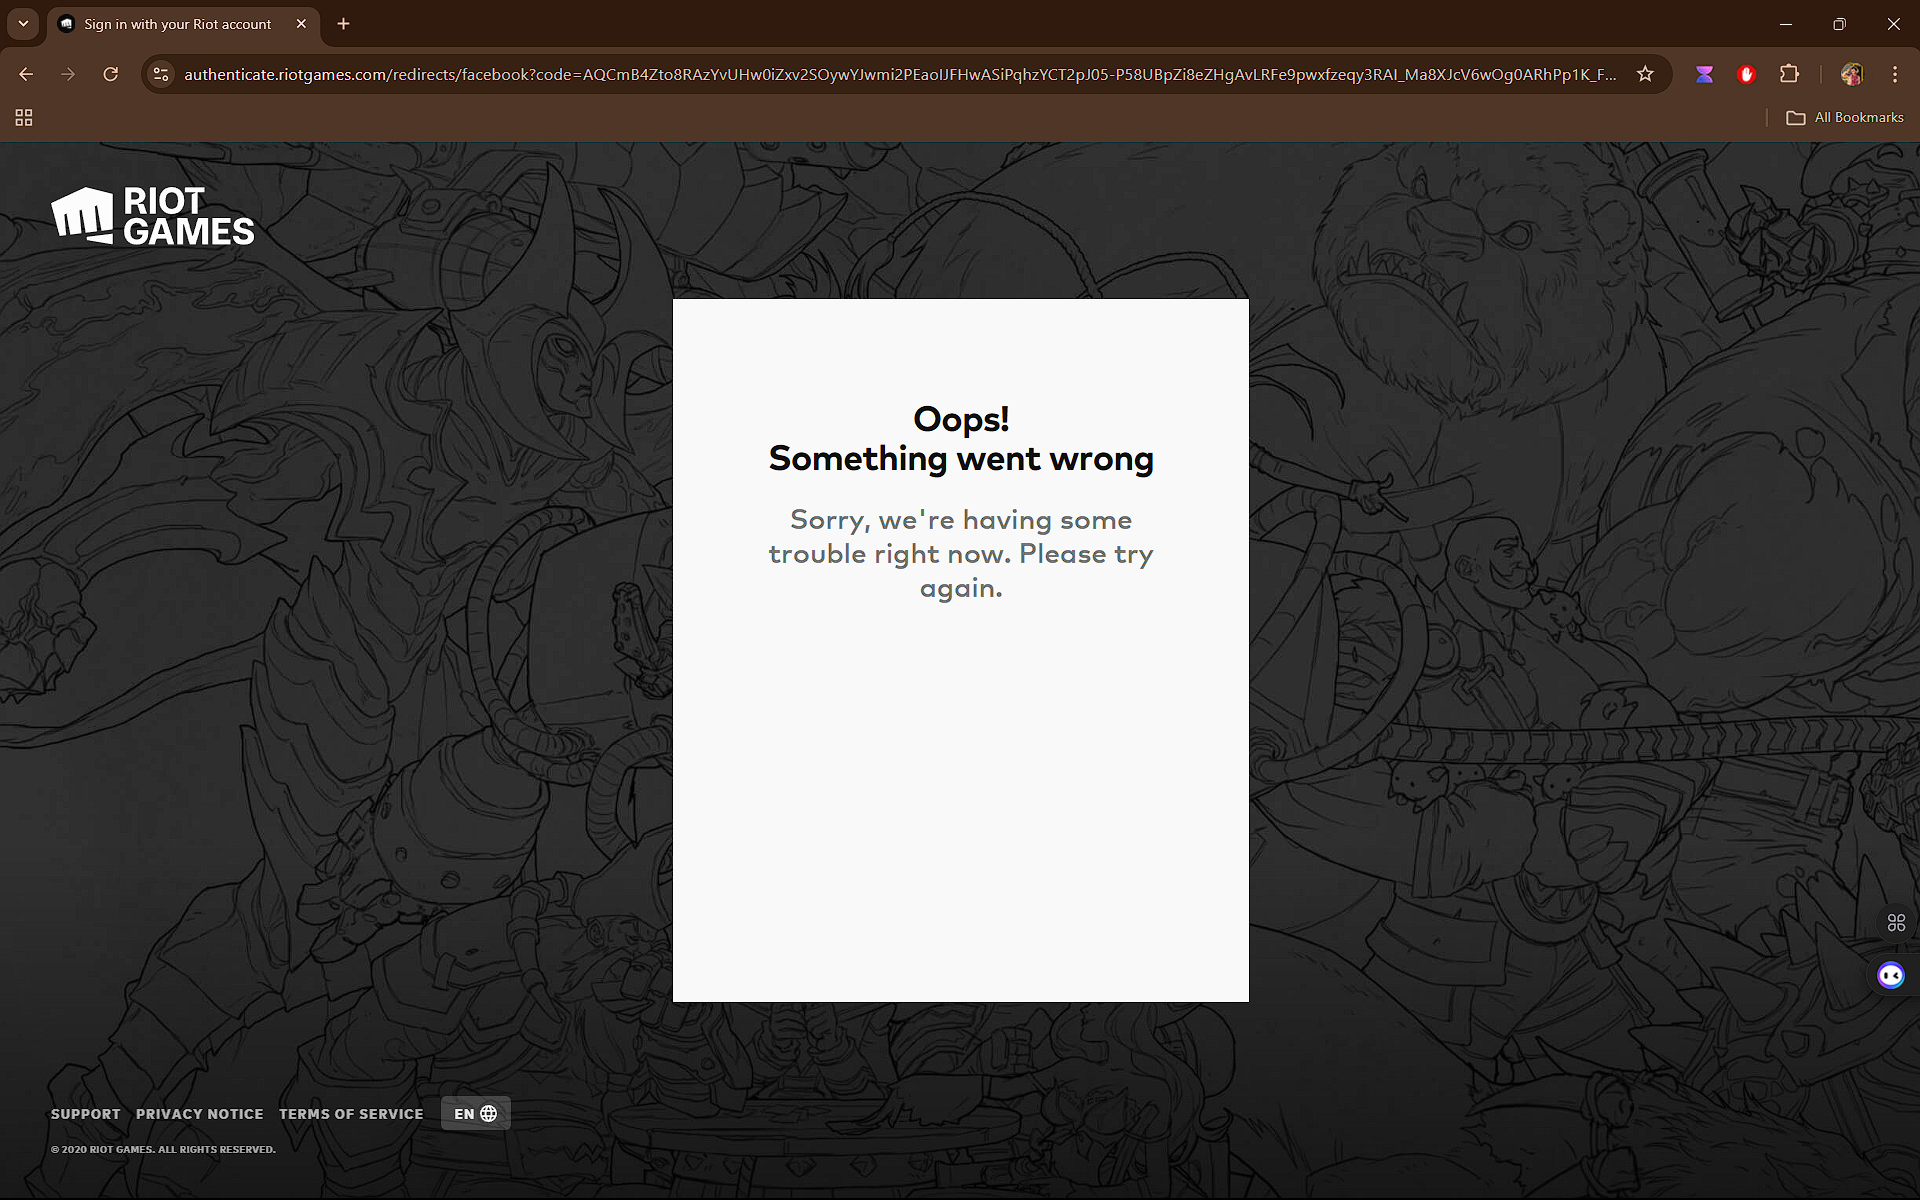 Sign in with your Riot account
authenticate.riotgames.com/redirects/facebook?code=AQCmB4Zto8RAzYvUHw0iZxv2SOywYJwmi2PEaoIJFHwASiPqhzYCT2pJ05-P58UBpZi8eZHgAvLRFe9pwxfzeqy3RAI_Ma8XJcV6wOg0ARhPp1K_F...
All Bookmarks
RIOT
GAMES
Oops!
Something went wrong
Sorry, we're having some
trouble right now. Please try
again.
SUPPORT PRIVACY NOTICE TERMS OF SERVICE EN
© 2020 RIOT GAMES. ALL RIGHTS RESERVED.